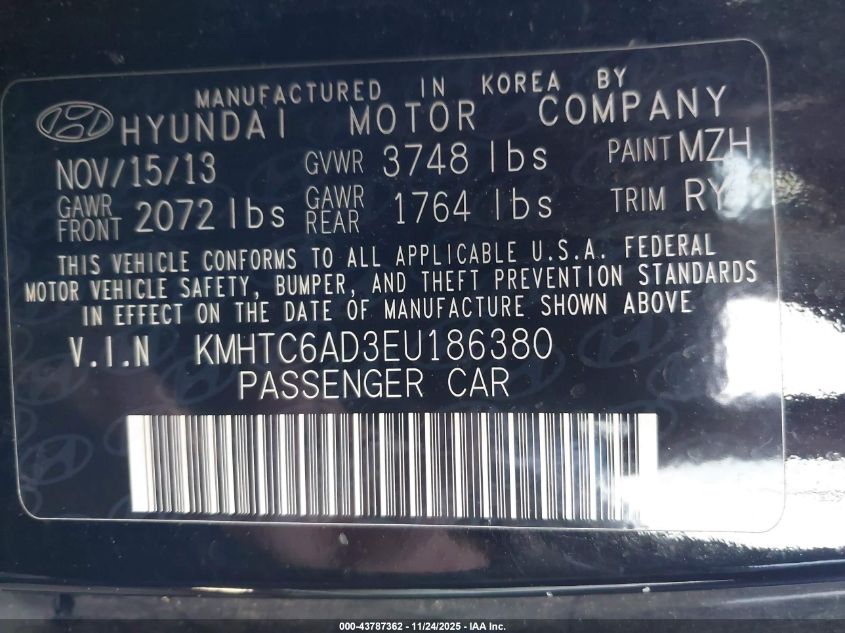 MANUFACTURED IN KOREA BY
HYUNDAI MOTOR COMPANY
NOV/15/13 GVWR 3748 lbs PAINT MZH
GAWR FRONT 2072 lbs GAWR REAR 1764 lbs TRIM RY
THIS VEHICLE CONFORMS TO ALL APPLICABLE U.S.A. FEDERAL
MOTOR VEHICLE SAFETY, BUMPER, AND THEFT PREVENTION STANDARDS
IN EFFECT ON THE DATE OF MANUFACTURE SHOWN ABOVE
V.I.N KMHTC6AD3EU186380
PASSENGER CAR
000-43787362 - 11/24/2025 - IAA Inc.